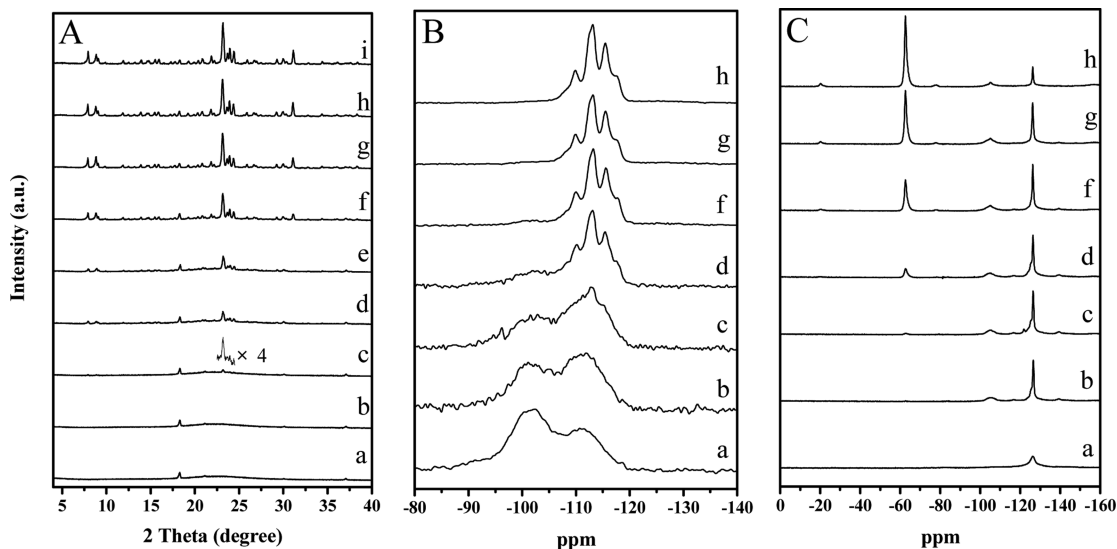 A
B
C
i
h
g
f
e
d
c
× 4
b
a
h
g
f
d
c
b
a
h
g
f
d
c
b
a
Intensity (a.u.)
5 10 15 20 25 30 35 40
-80 -90 -100 -110 -120 -130 -140
0 -20 -40 -60 -80 -100 -120 -140 -160
2 Theta (degree)
ppm
ppm